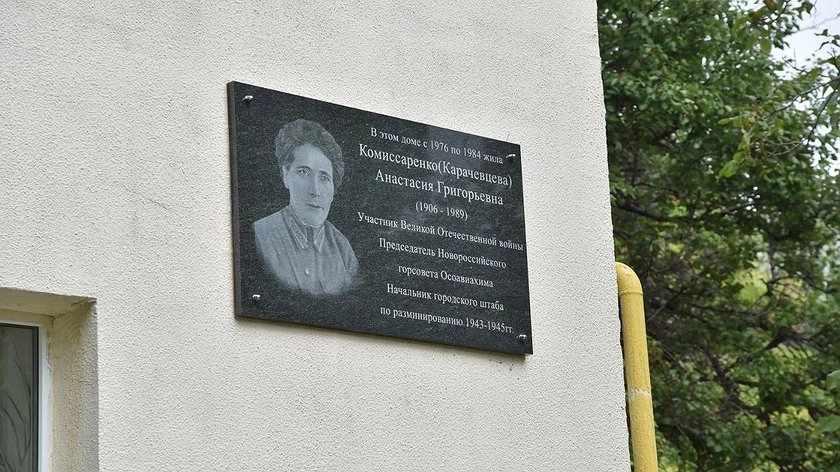 В этом доме с 1976 по 1984 жила
Комиссаренко(Карачевцева)
Анастасия Григорьевна
(1906 - 1989)
Участник Великой Отечественной войны
Председатель Новороссийского
горсовета Осоавиахима
Начальник городского штаба
по разминированию 1943-1945гг.